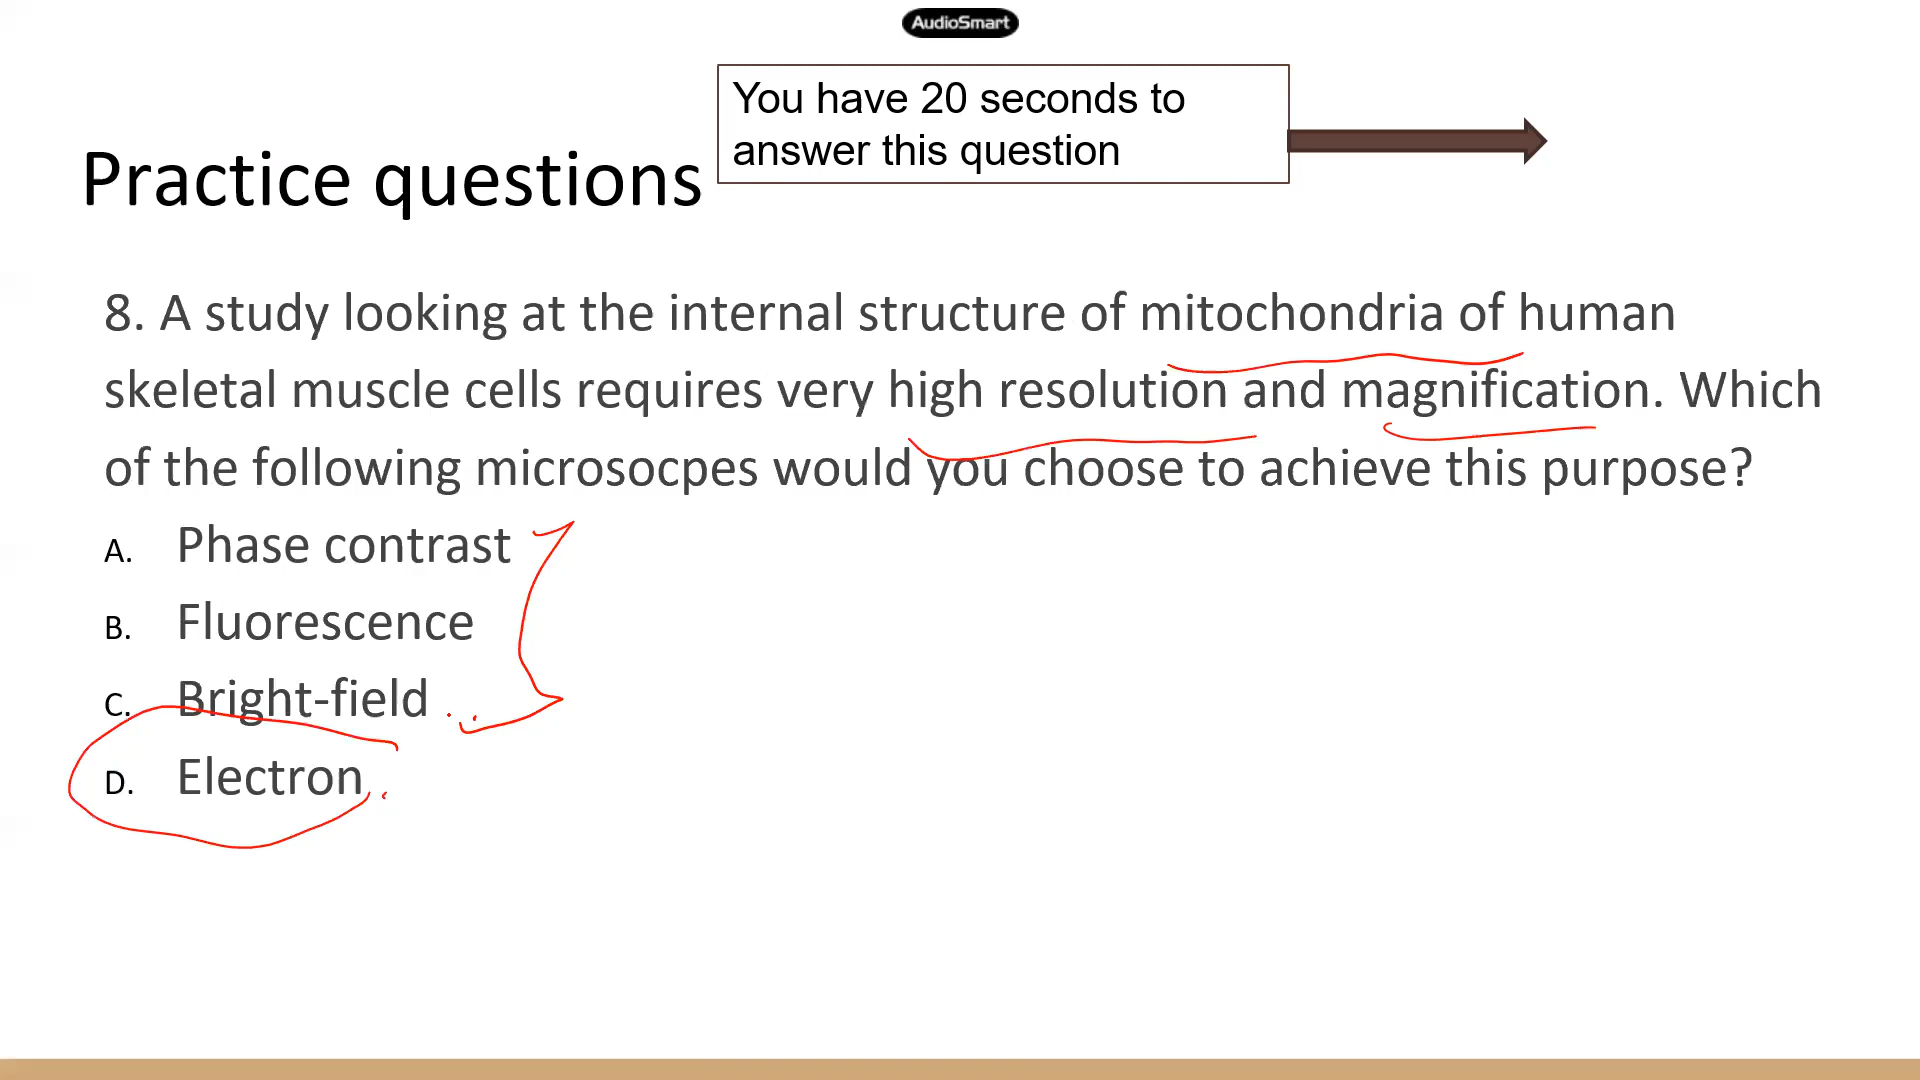 AudioSmart
You have 20 seconds to
answer this question
Practice questions
8. A study looking at the internal structure of mitochondria of human
skeletal muscle cells requires very high resolution and magnification. Which
of the following microsocpes would you choose to achieve this purpose?
A. Phase contrast
B. Fluorescence
C. Bright-field
D. Electron